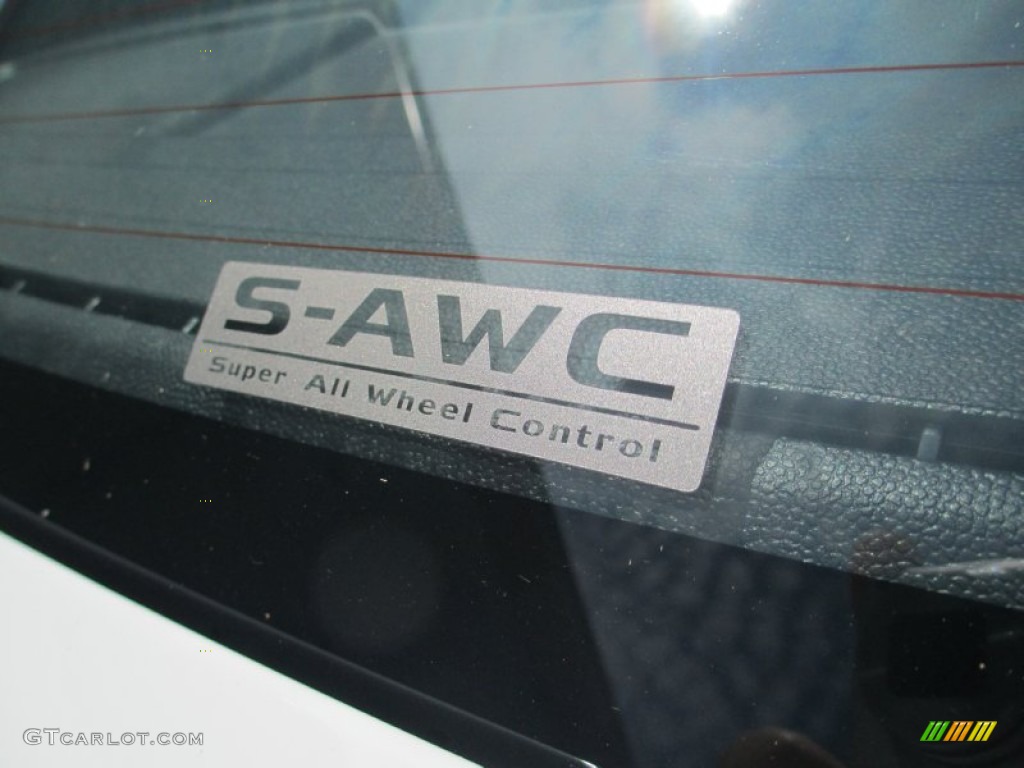 S-AWC
Super All Wheel Control
GTCARLOT.COM